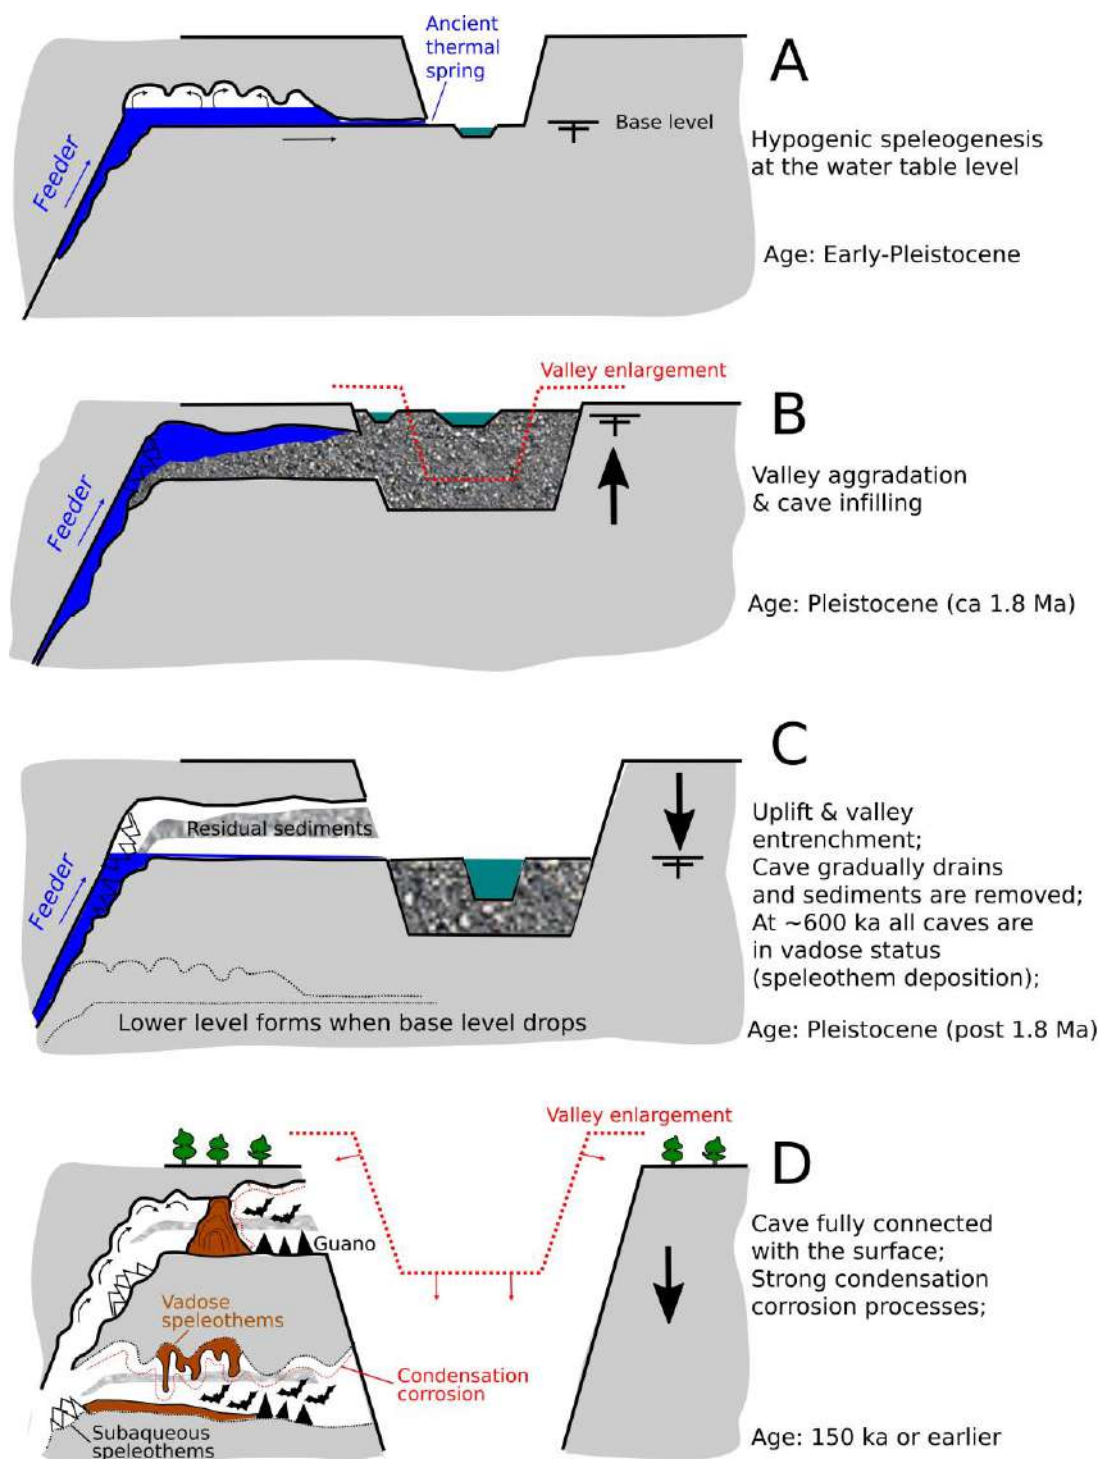 Ancient
thermal
spring
A
Base level
Feeder
Hypogenic speleogenesis
at the water table level
Age: Early-Pleistocene
Valley enlargement
B
Feeder
Valley aggradation
& cave infilling
Age: Pleistocene (ca 1.8 Ma)
C
Residual sediments
Feeder
Uplift & valley
entrenchment;
Cave gradually drains
and sediments are removed;
At ~600 ka all caves are
in vadose status
(speleothem deposition);
Lower level forms when base level drops
Age: Pleistocene (post 1.8 Ma)
Valley enlargement
D
Guano
Cave fully connected
with the surface;
Strong condensation
corrosion processes;
Vadose
speleothems
Condensation
corrosion
Subaqueous
speleothems
Age: 150 ka or earlier